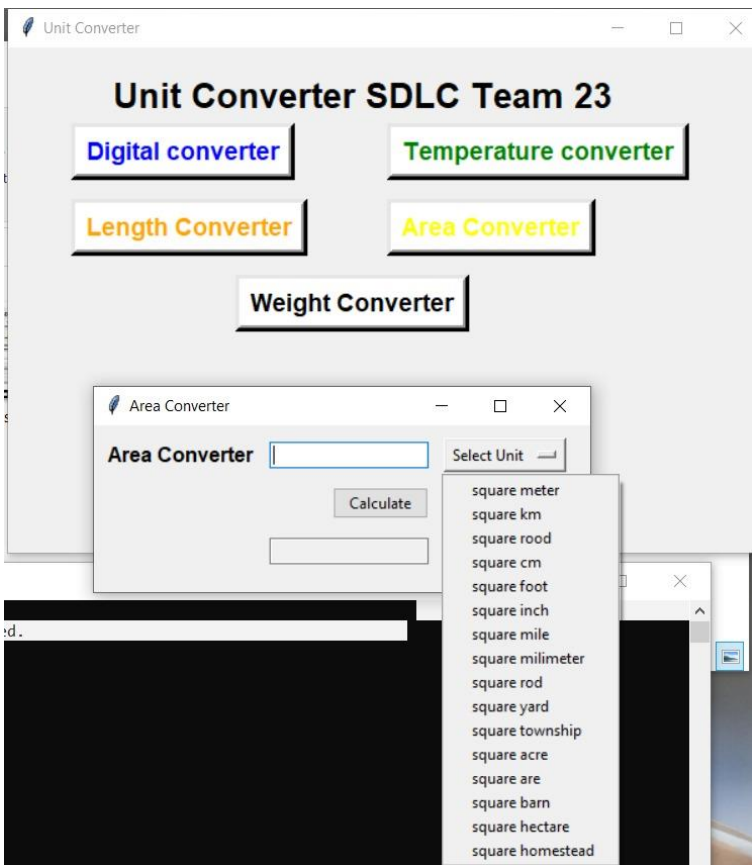 Unit Converter
Unit Converter SDLC Team 23
Digital converter
Temperature converter
Length Converter
Area Converter
Weight Converter
Area Converter
Area Converter
Select Unit
Calculate
square meter
square km
square rood
square cm
square foot
square inch
square mile
square milimeter
square rod
square yard
square township
square acre
square are
square barn
square hectare
square homestead
ed.